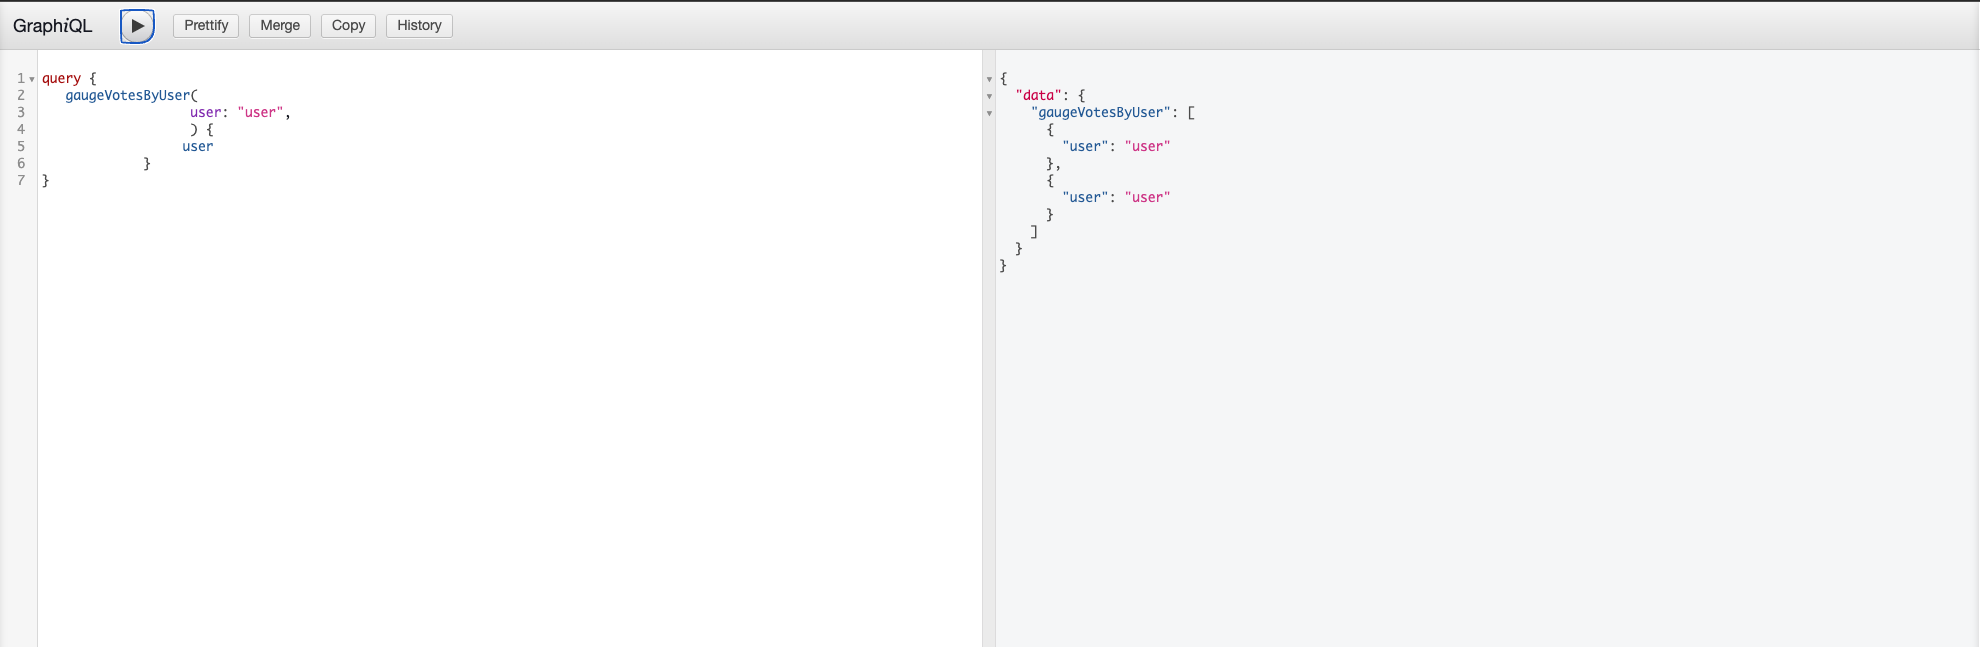 GraphiQL Prettify Merge Copy History
1 query {
2 gaugeVotesByUser(
3 user: "user",
4 ) {
5 user
6 }
7 }
{
"data": {
"gaugeVotesByUser": [
{
"user": "user"
},
{
"user": "user"
}
]
}
}